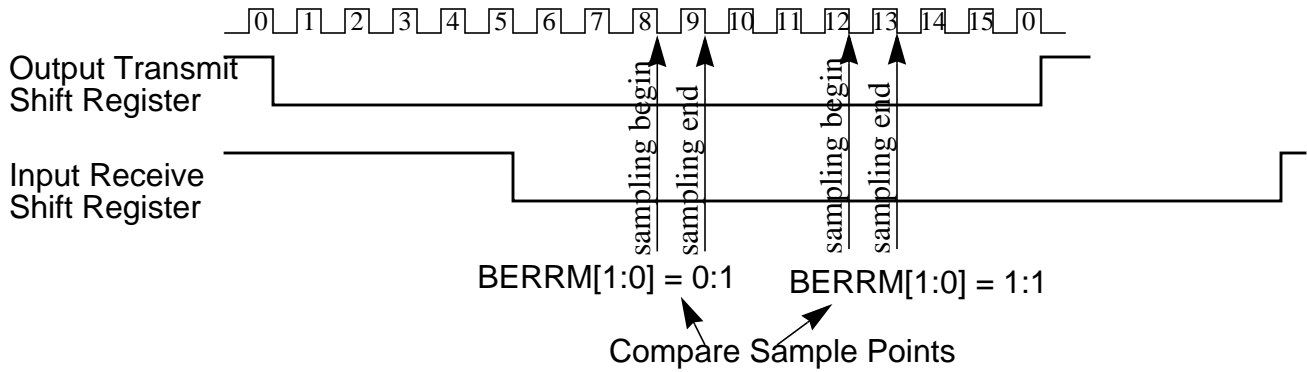 0 1 2 3 4 5 6 7 8 9 10 11 12 13 14 15 0
Output Transmit
Shift Register
Input Receive
Shift Register
sampling begin
sampling end
sampling begin
sampling end
BERRM[1:0] = 0:1
BERRM[1:0] = 1:1
Compare Sample Points